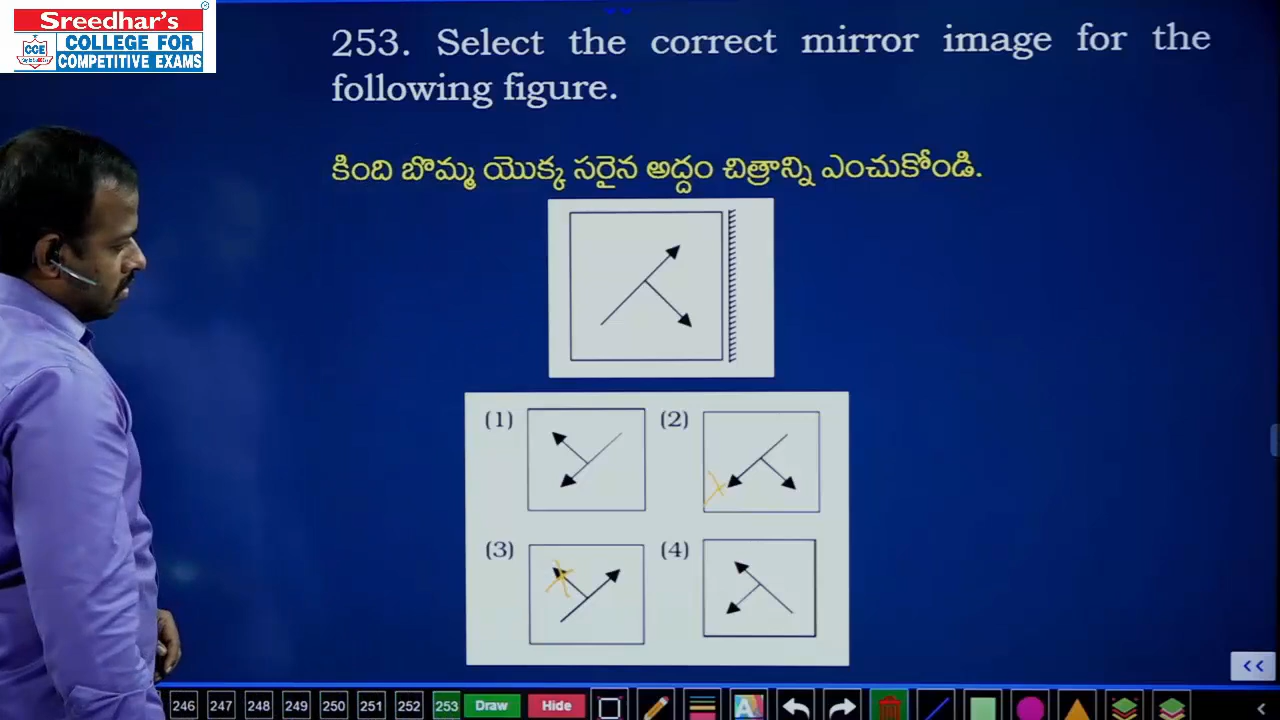 Sreedhar's
CCE
COLLEGE FOR
COMPETITIVE EXAMS
253. Select the correct mirror image for the
following figure.
కింది బొమ్మ యొక్క సరైన అద్దం చిత్రాన్ని ఎంచుకోండి.
(1) (2)
(3) (4)
<<
246 247 248 249 250 251 252 253 Draw Hide A <